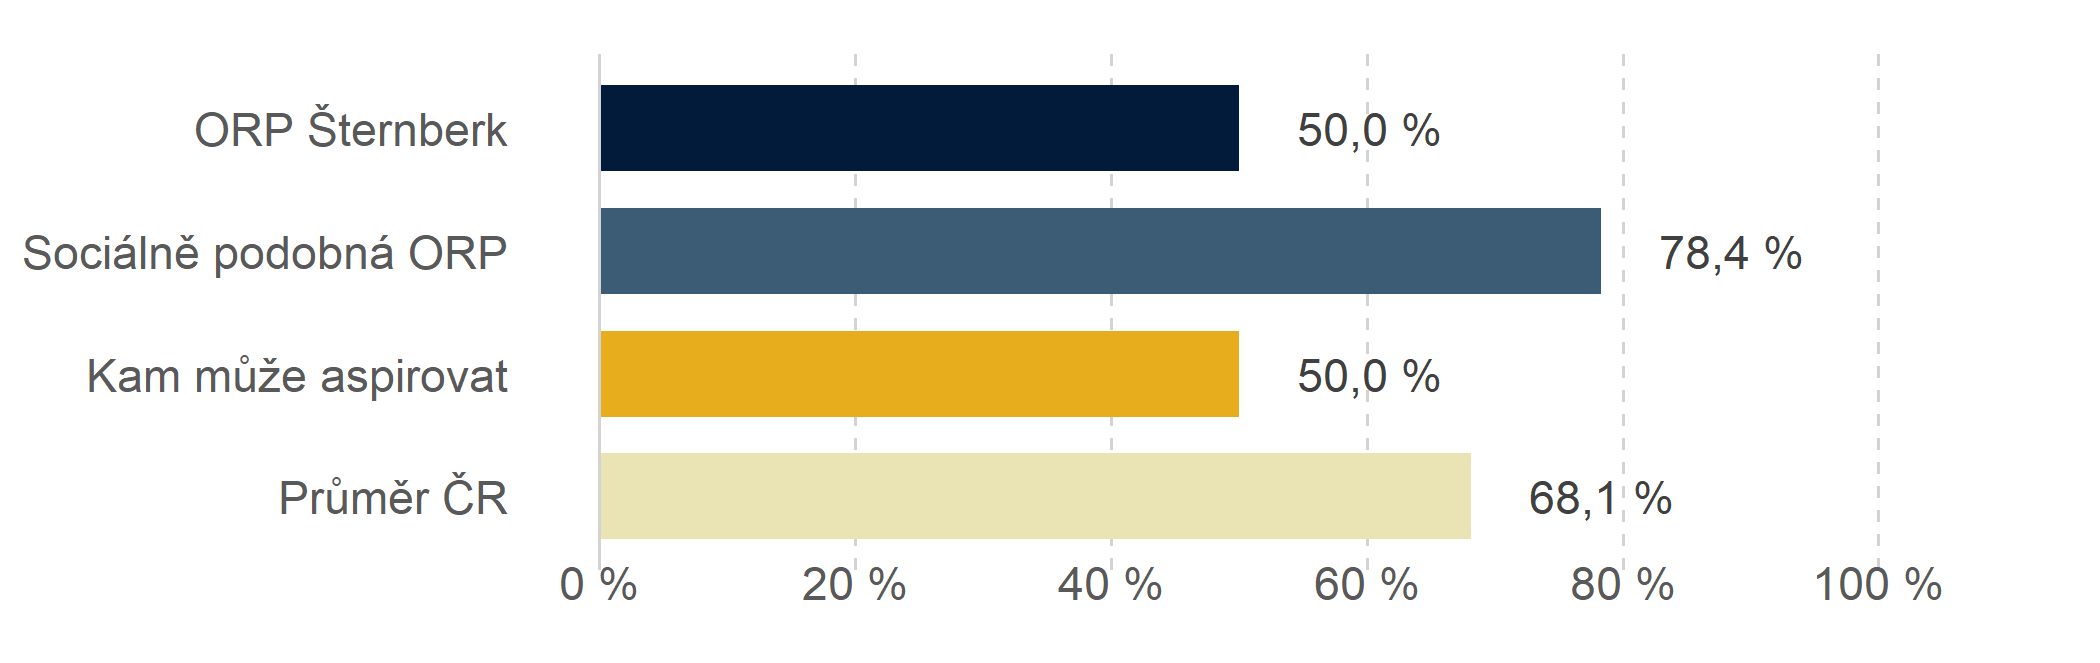 ORP Šternberk
50,0 %
Sociálně podobná ORP
78,4 %
Kam může aspirovat
50,0 %
Průměr ČR
68,1 %
0 % 20 % 40 % 60 % 80 % 100 %